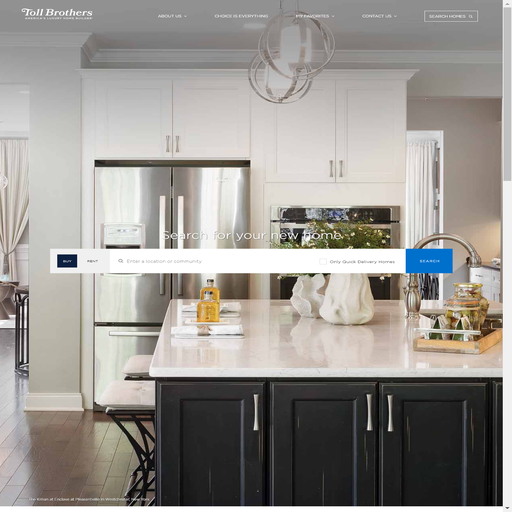 Toll Brothers
AMERICA'S LUXURY HOME BUILDER
ABOUT US
CHOICE IS EVERYTHING
MY FAVORITES
CONTACT US
SEARCH HOMES
Search for your new home
BUY
RENT
Enter a location or community
Only Quick Delivery Homes
SEARCH